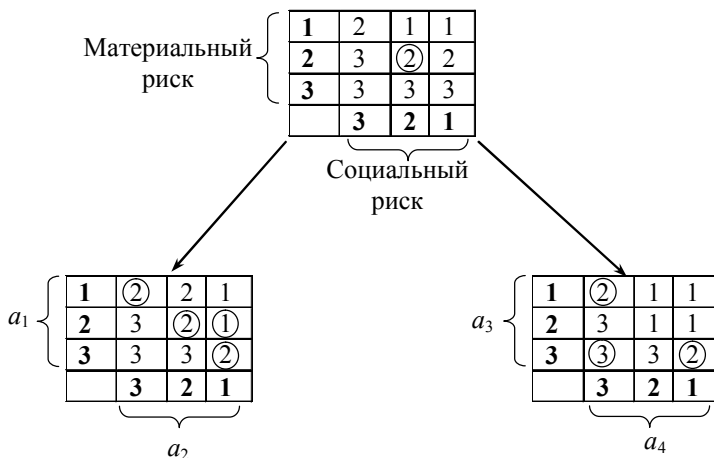 1 2 1 1
Материальный
риск
2 3 2 2
3 3 3 3
3 2 1
Социальный
риск
a1
1 2 2 1
2 3 2 1
3 3 3 2
3 2 1
a2
a3
1 2 1 1
2 3 1 1
3 3 3 2
3 2 1
a4